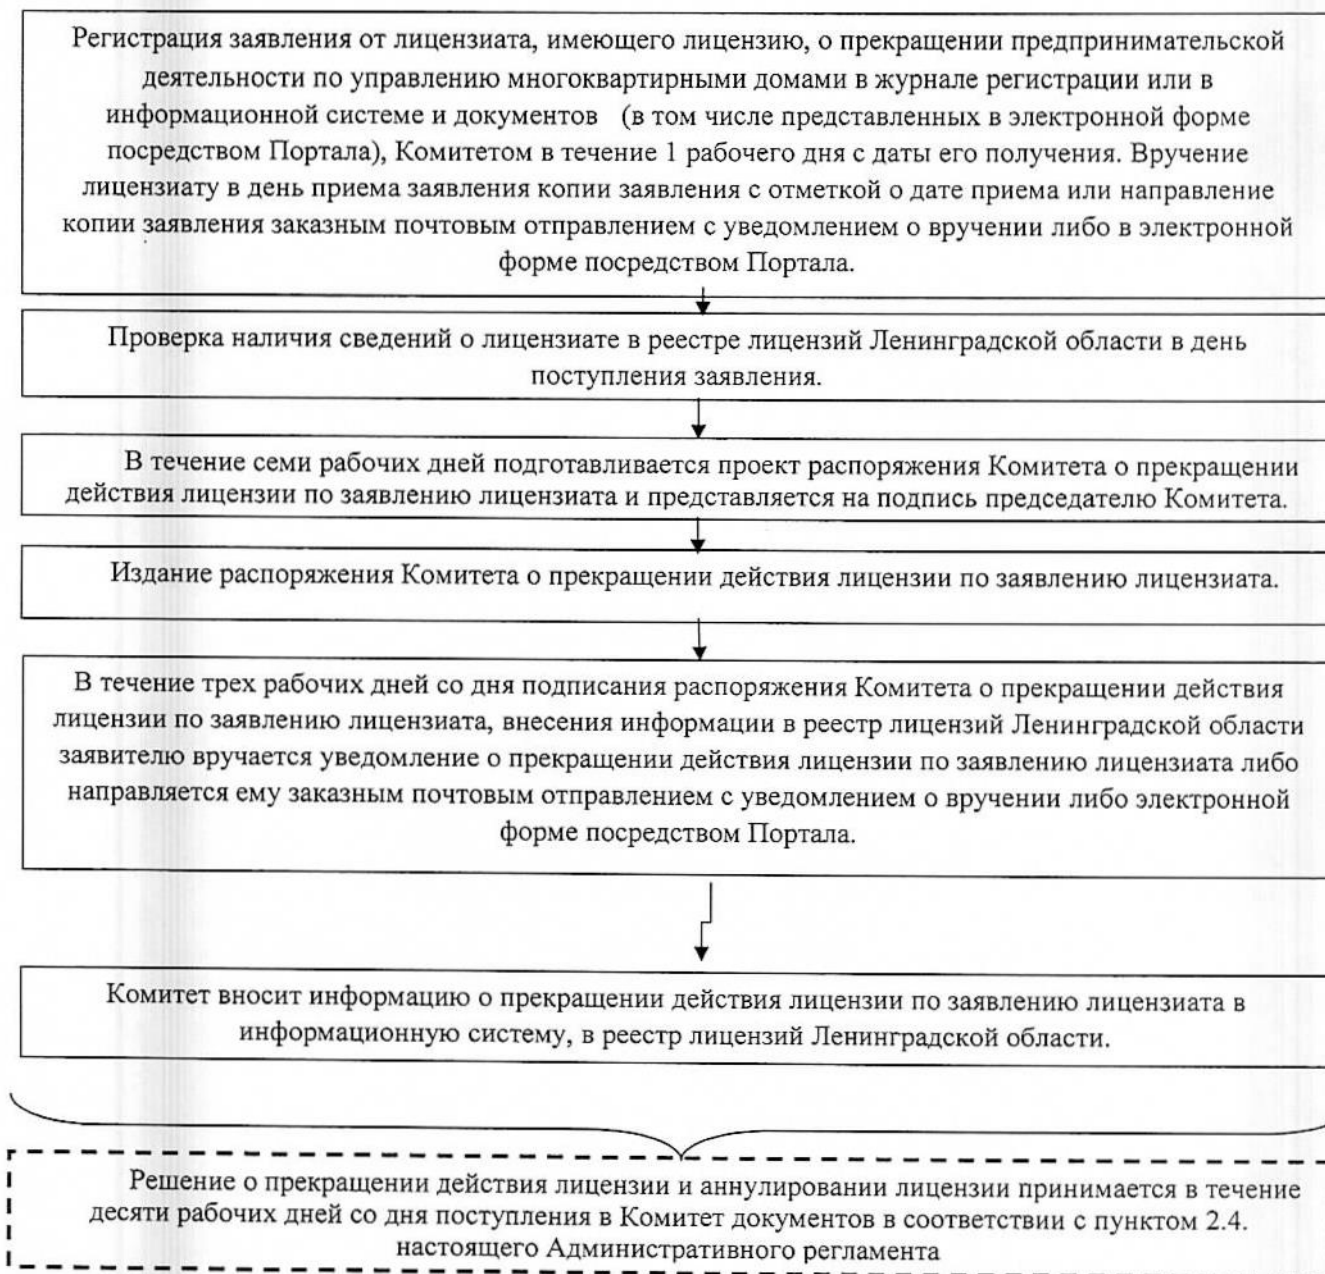 Регистрация заявления от лицензиата, имеющего лицензию, о прекращении предпринимательской
деятельности по управлению многоквартирными домами в журнале регистрации или в
информационной системе и документов (в том числе представленных в электронной форме
посредством Портала), Комитетом в течение 1 рабочего дня с даты его получения. Вручение
лицензиату в день приема заявления копии заявления с отметкой о дате приема или направление
копии заявления заказным почтовым отправлением с уведомлением о вручении либо в электронной
форме посредством Портала.
Проверка наличия сведений о лицензиате в реестре лицензий Ленинградской области в день
поступления заявления.
В течение семи рабочих дней подготавливается проект распоряжения Комитета о прекращении
действия лицензии по заявлению лицензиата и представляется на подпись председателю Комитета.
Издание распоряжения Комитета о прекращении действия лицензии по заявлению лицензиата.
В течение трех рабочих дней со дня подписания распоряжения Комитета о прекращении действия
лицензии по заявлению лицензиата, внесения информации в реестр лицензий Ленинградской области
заявителю вручается уведомление о прекращении действия лицензии по заявлению лицензиата либо
направляется ему заказным почтовым отправлением с уведомлением о вручении либо электронной
форме посредством Портала.
Комитет вносит информацию о прекращении действия лицензии по заявлению лицензиата в
информационную систему, в реестр лицензий Ленинградской области.
Решение о прекращении действия лицензии и аннулировании лицензии принимается в течение
десяти рабочих дней со дня поступления в Комитет документов в соответствии с пунктом 2.4.
настоящего Административного регламента